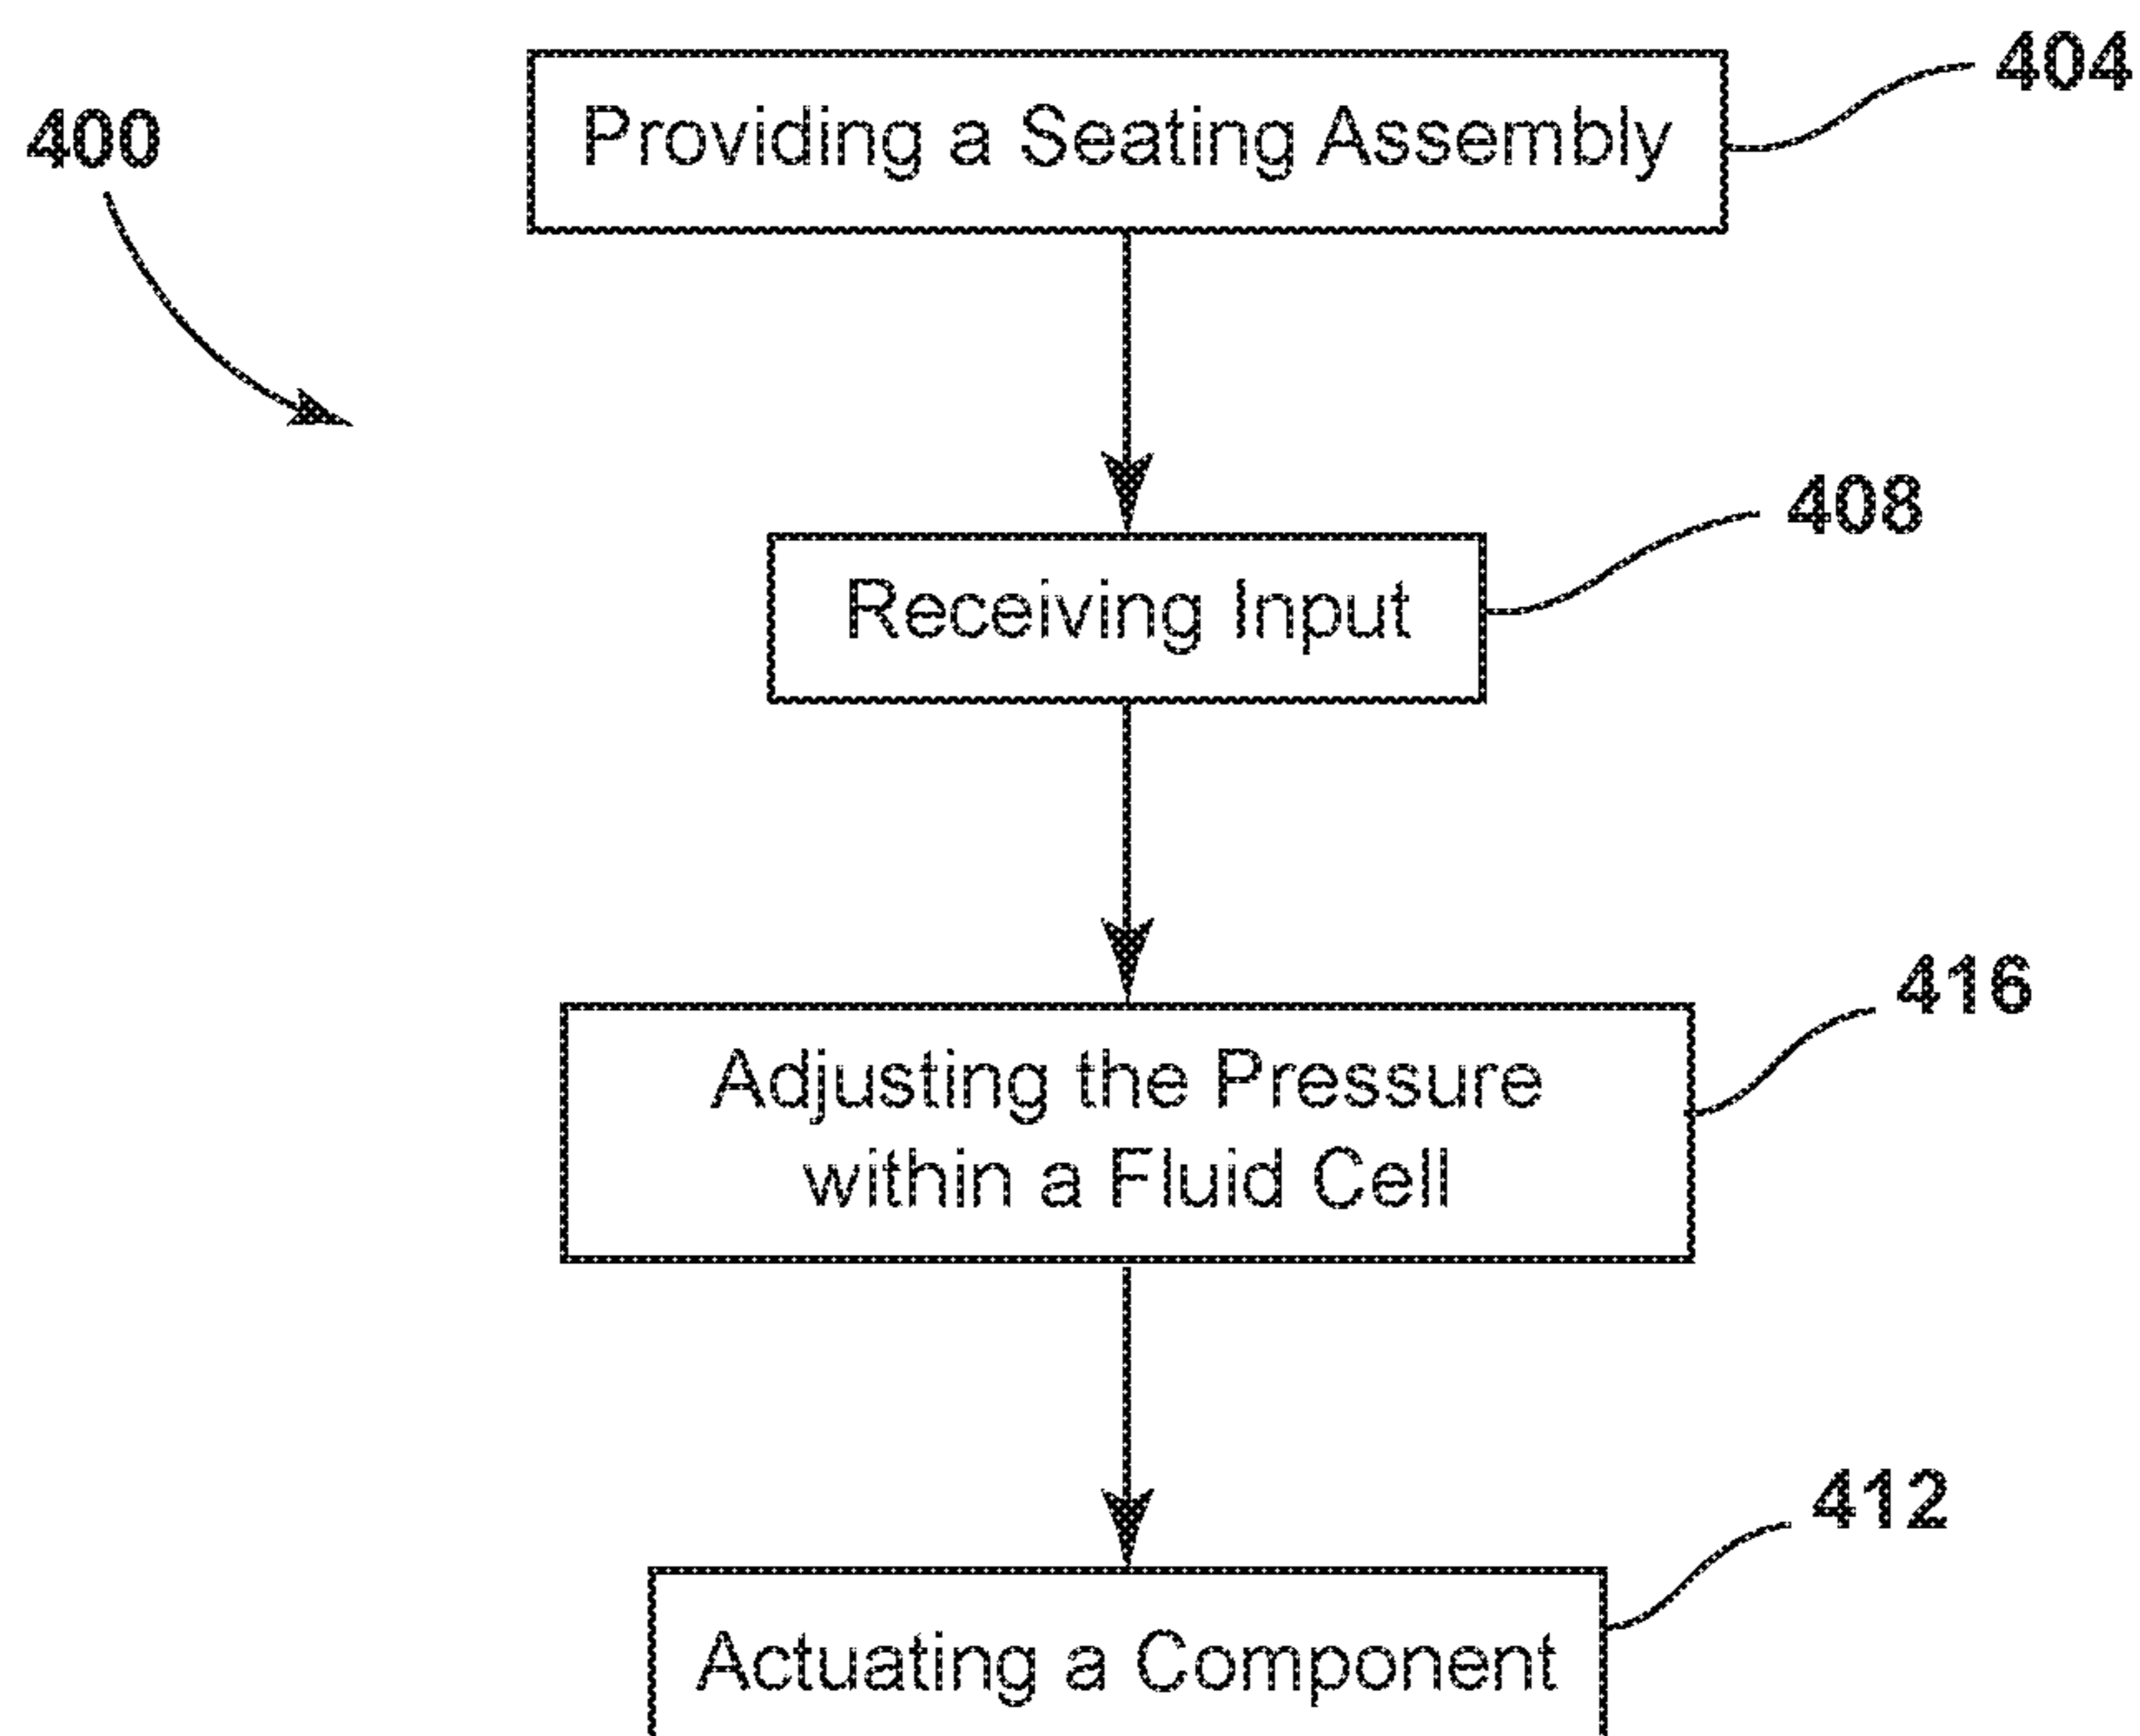 404
Providing a Seating Assembly
400
408
Receiving Input
416
Adjusting the Pressure
within a Fluid Cell
412
Actuating a Component